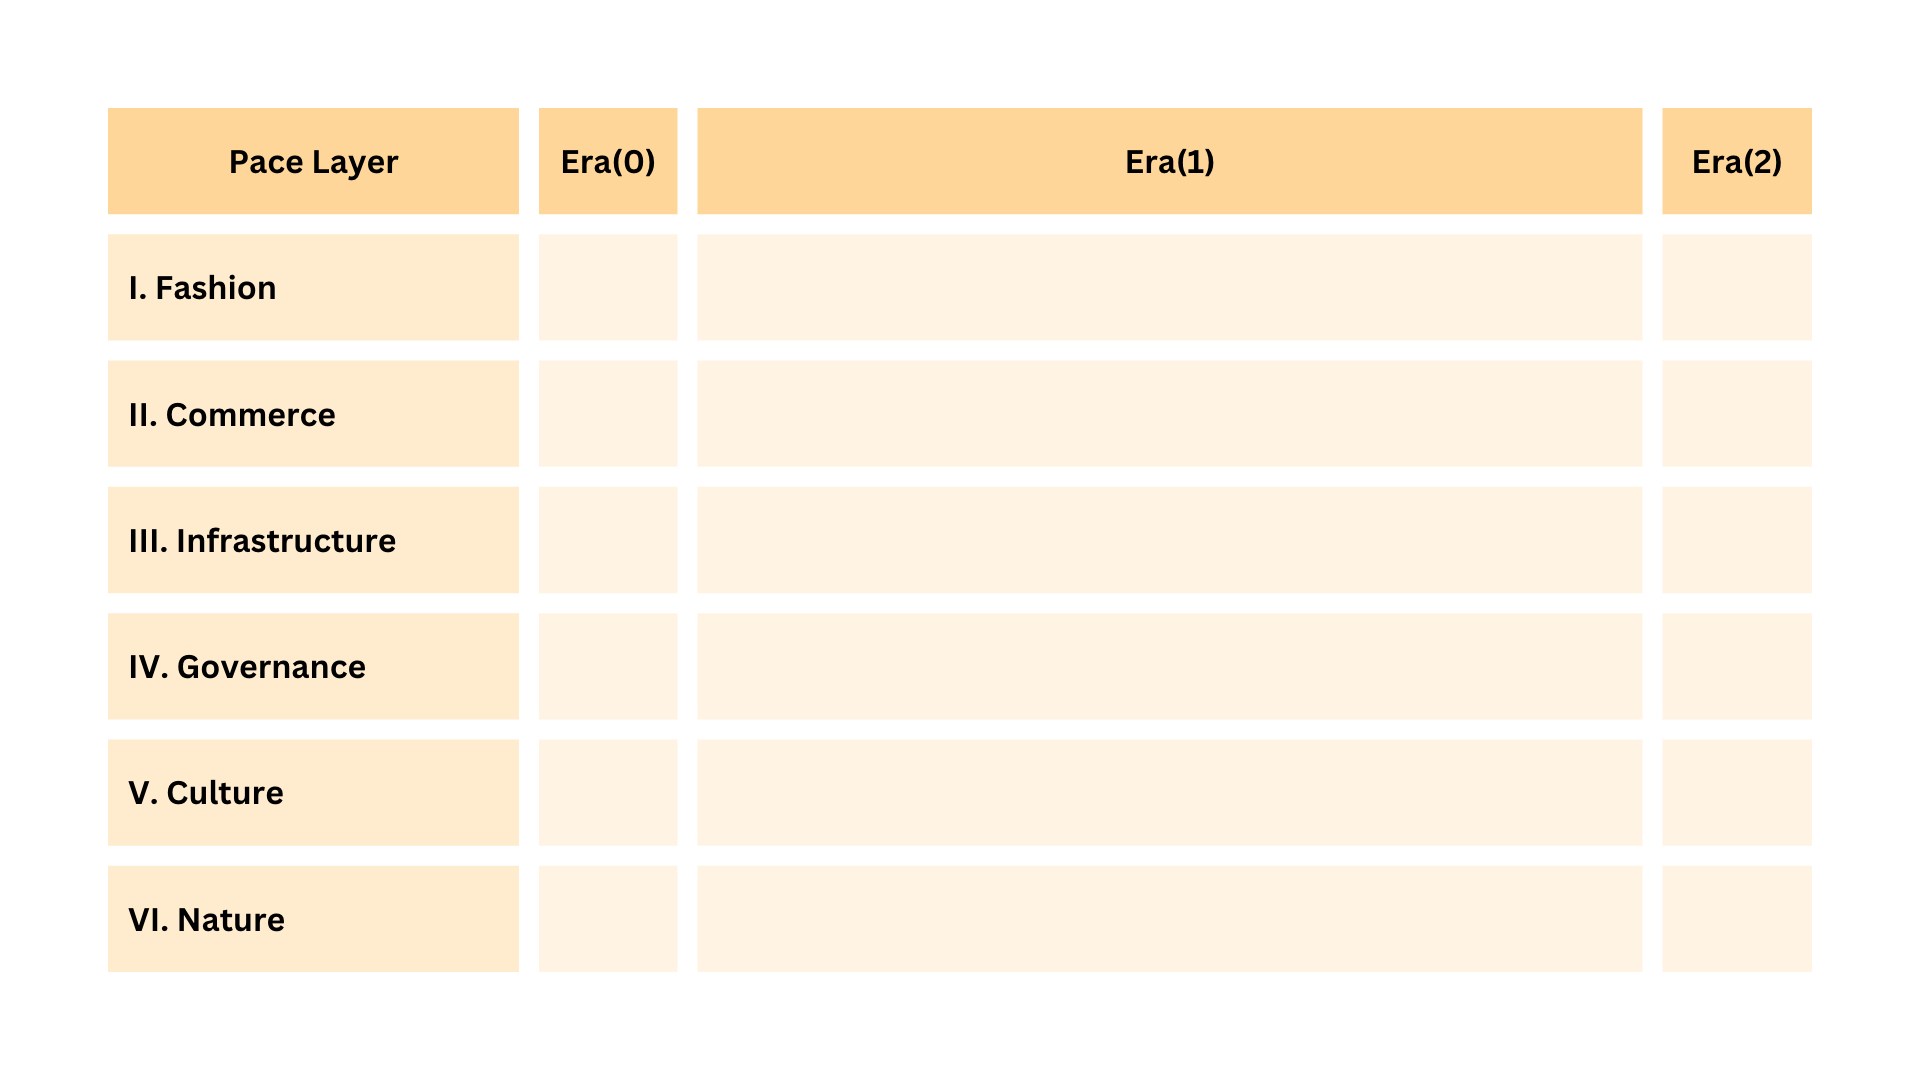 Pace Layer
Era(0)
Era(1)
Era(2)
I. Fashion
II. Commerce
III. Infrastructure
IV. Governance
V. Culture
VI. Nature